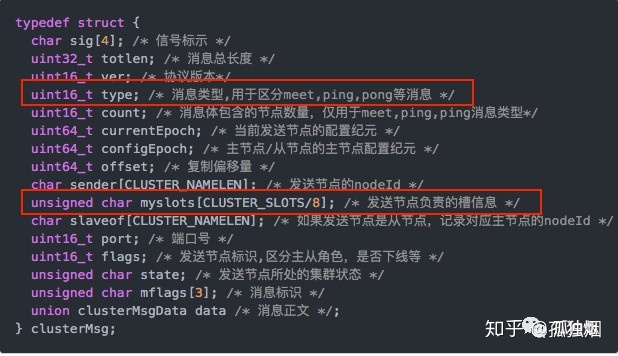 typedef struct {
char sig[4]; /* 信号标示 */
uint32_t totlen; /* 消息总长度 */
uint16_t ver; /* 协议版本*/
uint16_t type; /* 消息类型,用于区分meet,ping,pong等消息 */
uint16_t count; /* 消息体包含的节点数量，仅用于meet,ping,ping消息类型*/
uint64_t currentEpoch; /* 当前发送节点的配置纪元 */
uint64_t configEpoch; /* 主节点/从节点的主节点配置纪元 */
uint64_t offset; /* 复制偏移量 */
char sender[CLUSTER_NAMELEN]; /* 发送节点的nodeId */
unsigned char myslots[CLUSTER_SLOTS/8]; /* 发送节点负责的槽信息 */
char slaveof[CLUSTER_NAMELEN]; /* 如果发送节点是从节点，记录对应主节点的nodeId */
uint16_t port; /* 端口号 */
uint16_t flags; /* 发送节点标识,区分主从角色，是否下线等 */
unsigned char state; /* 发送节点所处的集群状态 */
unsigned char mflags[3]; /* 消息标识 */
union clusterMsgData data /* 消息正文 */;
} clusterMsg;
知乎 @孤独烟